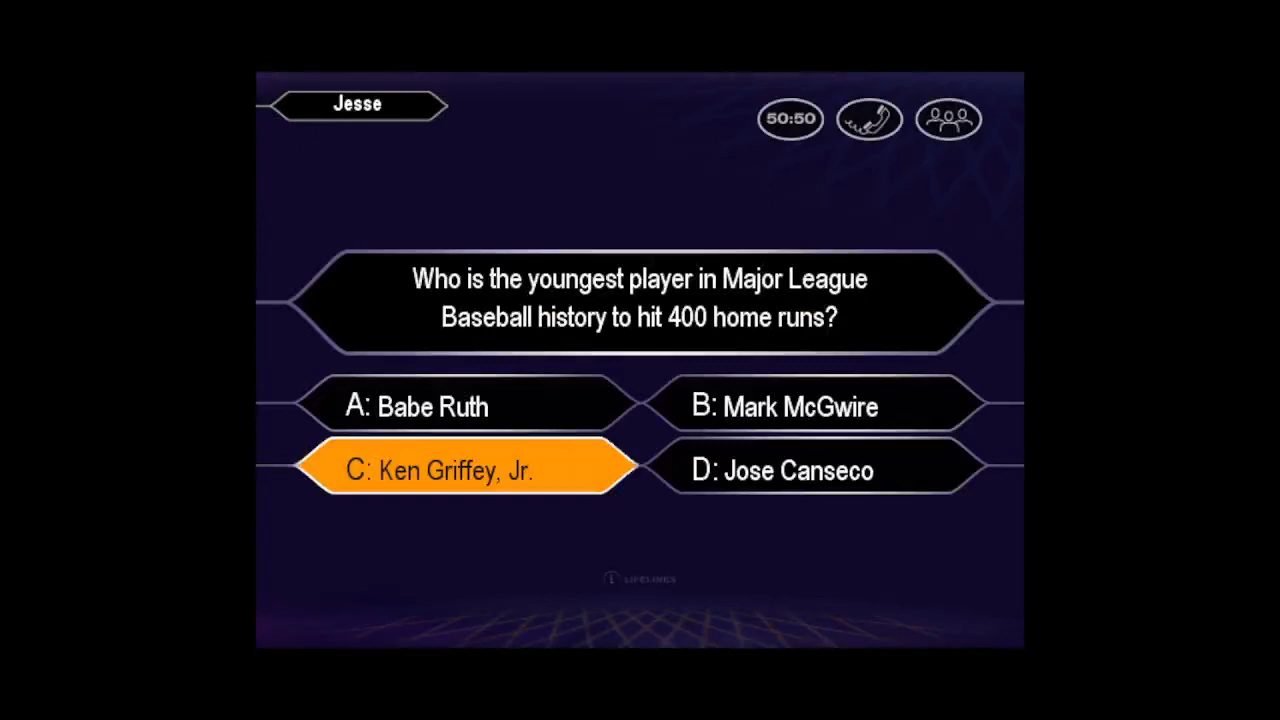 Jesse
50:50
Who is the youngest player in Major League
Baseball history to hit 400 home runs?
A: Babe Ruth
B: Mark McGwire
C: Ken Griffey, Jr.
D: Jose Canseco
LIFELINES